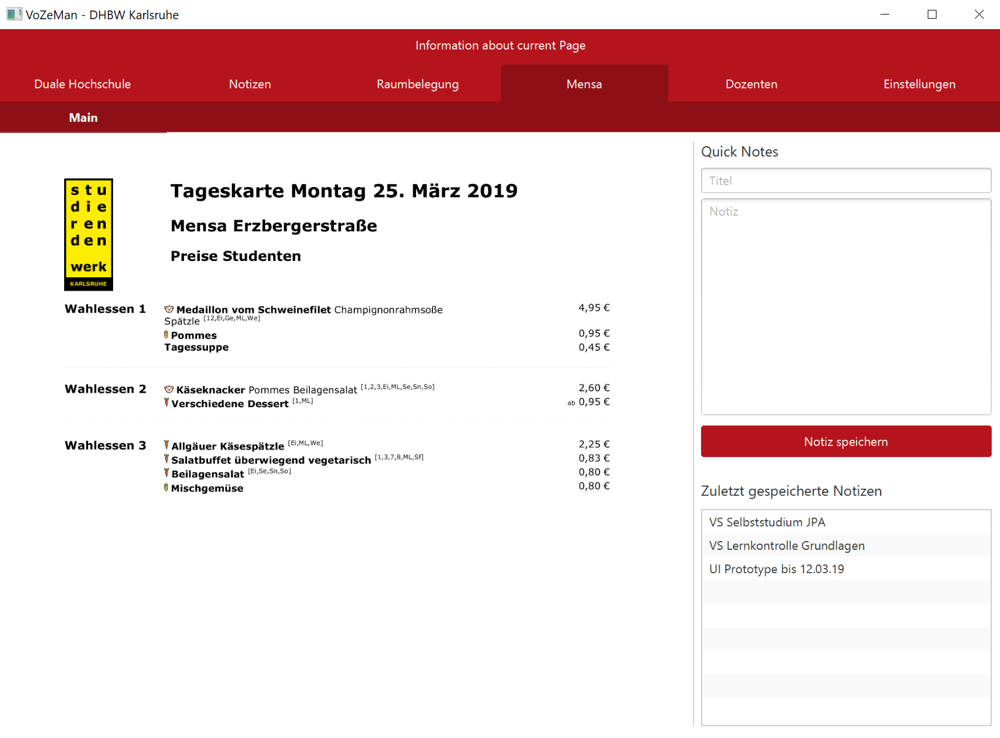 VoZeMan - DHBW Karlsruhe
Information about current Page
Duale Hochschule Notizen Raumbelegung Mensa Dozenten Einstellungen
Main
stu
die
ren
den
werk
KARLSRUHE
Tageskarte Montag 25. März 2019
Mensa Erzbergerstraße
Preise Studenten
Wahlessen 1 Medaillon vom Schweinefilet Champignonrahmsoße 4,95 €
Spätzle [12,Ei,Ge,ML,We]
Pommes 0,95 €
Tagessuppe 0,45 €
Wahlessen 2 Käseknacker Pommes Beilagensalat [1,2,3,Ei,ML,Se,Sn,So] 2,60 €
Verschiedene Dessert [1,ML] ab 0,95 €
Wahlessen 3 Allgäuer Käsespätzle [Ei,ML,We] 2,25 €
Salatbuffet überwiegend vegetarisch [1,3,7,8,ML,Sf] 0,83 €
Beilagensalat [Ei,Se,Sn,So] 0,80 €
Mischgemüse 0,80 €
Quick Notes
Titel
Notiz
Notiz speichern
Zuletzt gespeicherte Notizen
VS Selbststudium JPA
VS Lernkontrolle Grundlagen
UI Prototype bis 12.03.19